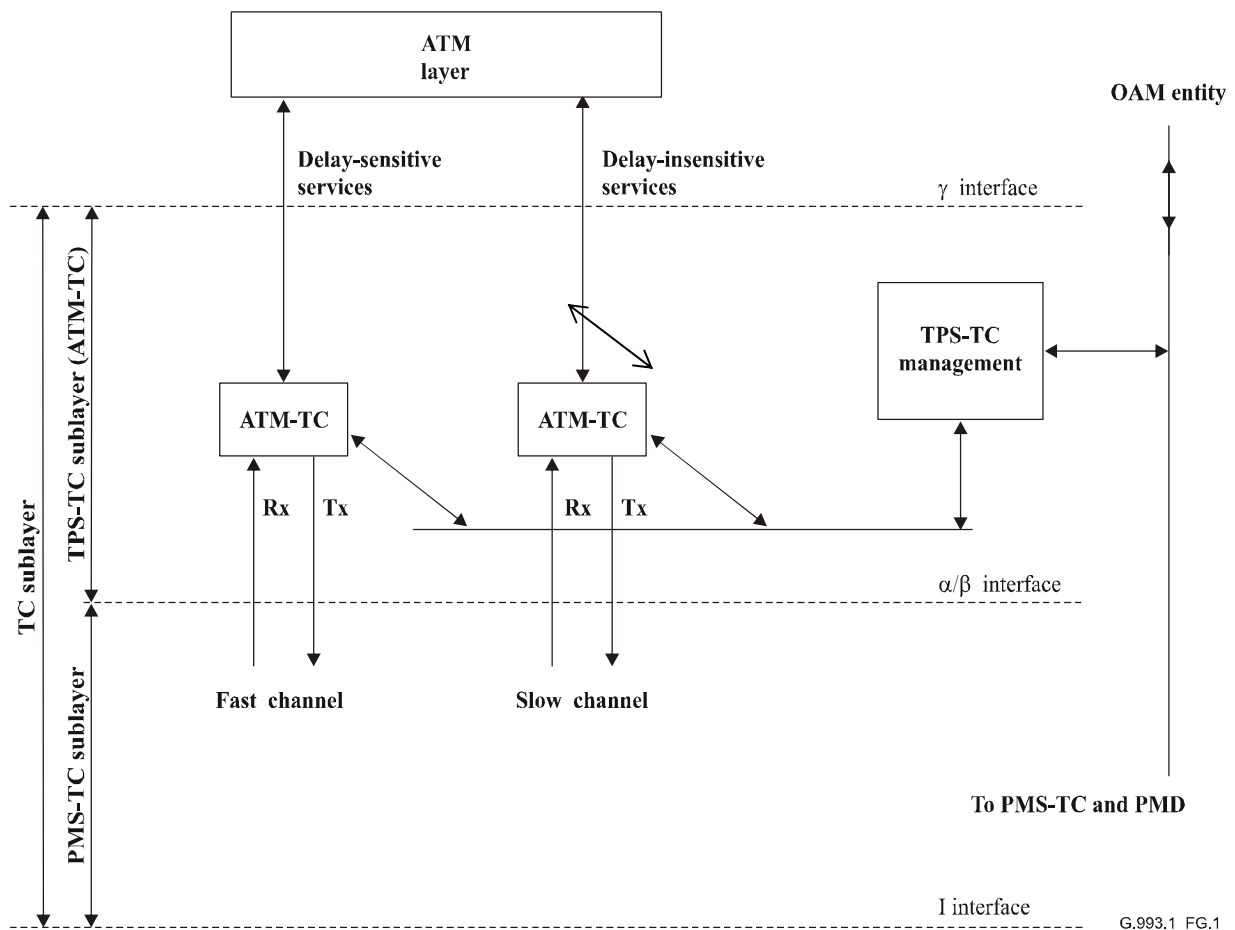 ATM
layer
OAM entity
Delay-sensitive
services
Delay-insensitive
services
γ interface
TPS-TC
management
ATM-TC
ATM-TC
Rx
Tx
Rx
Tx
α/β interface
Fast channel
Slow channel
TC sublayer
TPS-TC sublayer (ATM-TC)
PMS-TC sublayer
To PMS-TC and PMD
I interface
G.993.1 FG.1